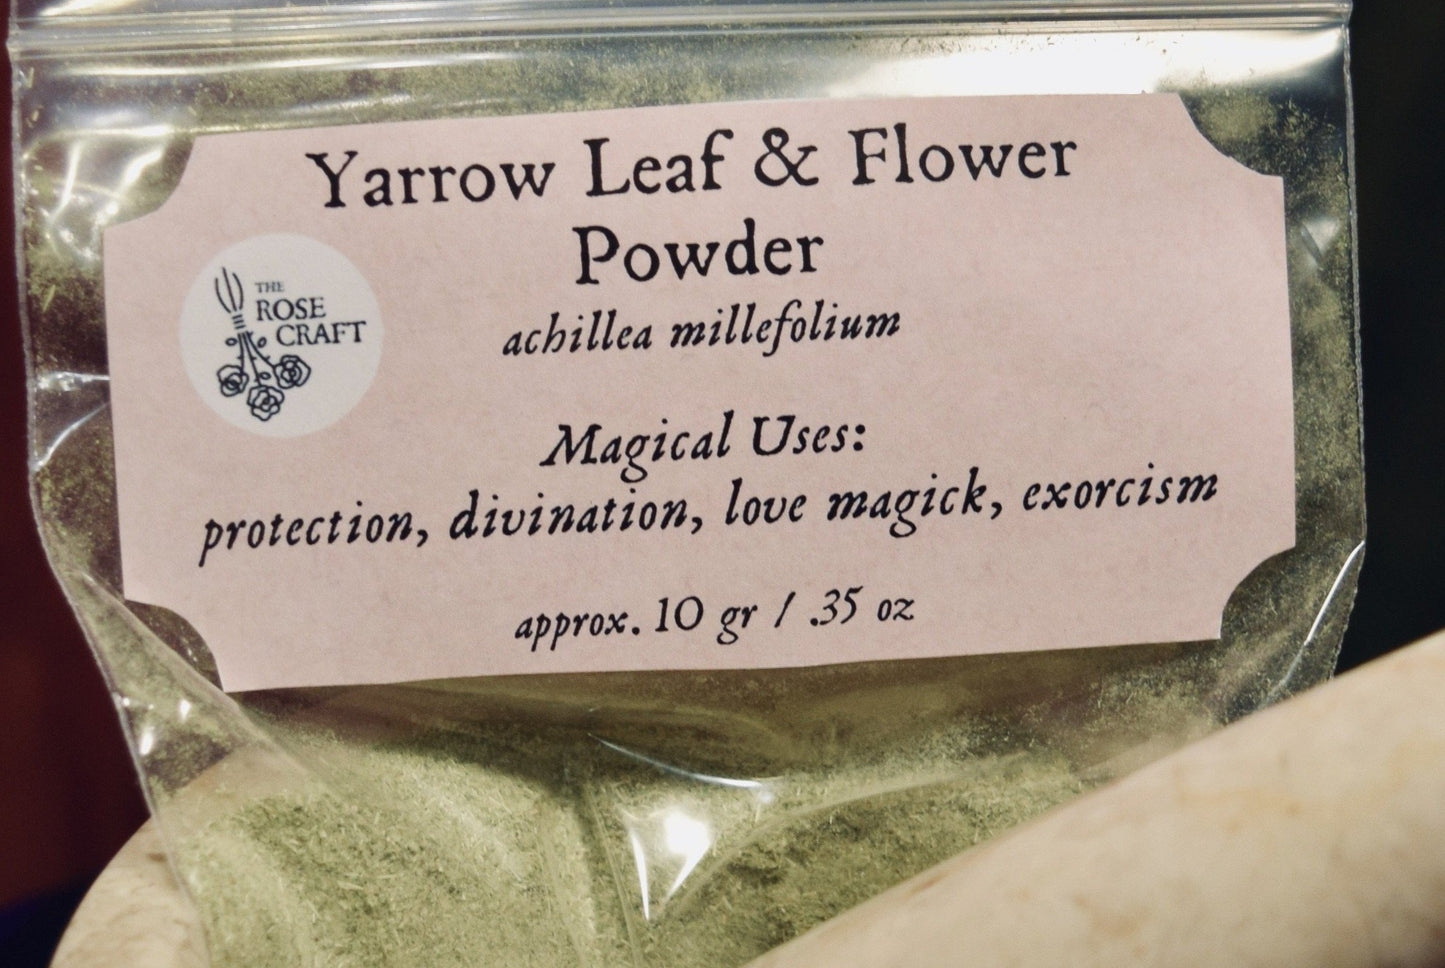 Yarrow Leaf & Flower
Powder
achillea millefolium
THE
ROSE
CRAFT
Magical Uses:
protection, divination, love magick, exorcism
approx. 10 gr / .35 oz